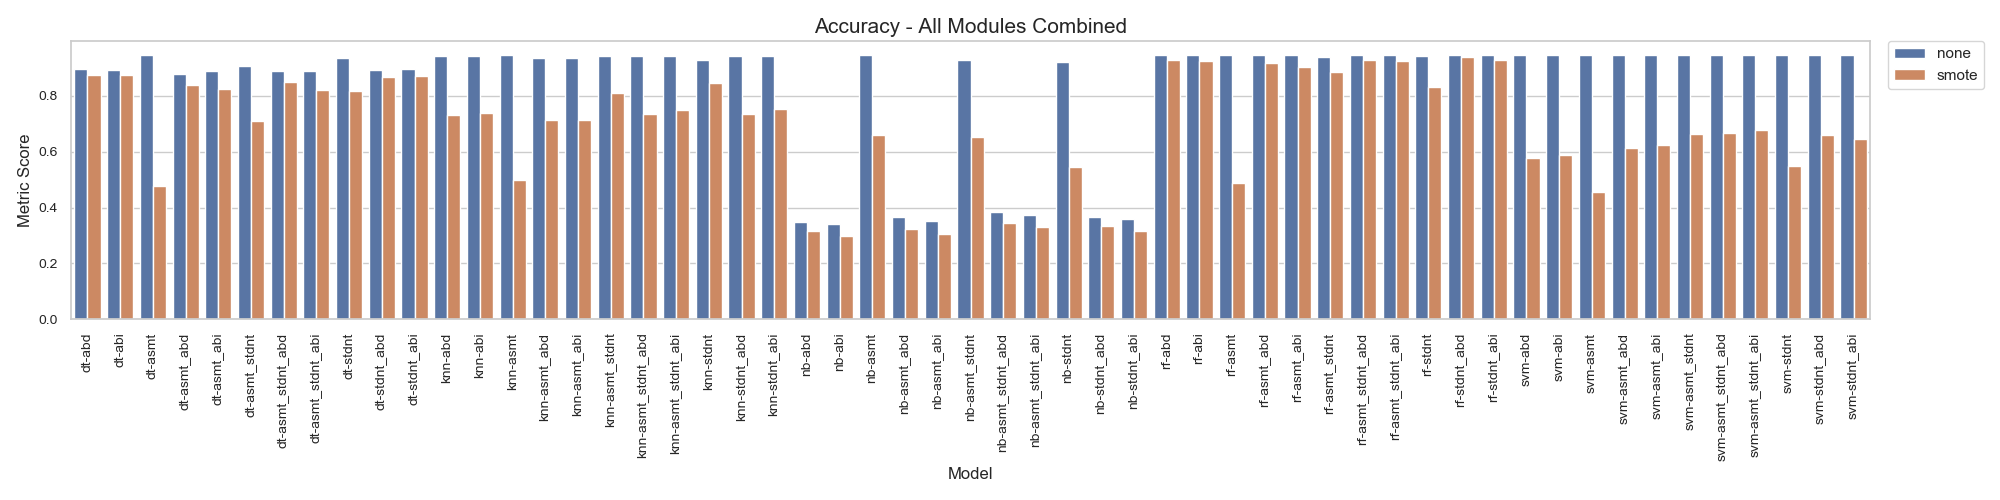 Accuracy - All Modules Combined
none
smote
Metric Score
0.8
0.6
0.4
0.2
0.0
dt-abd
dt-abi
dt-asmt
dt-asmt_abd
dt-asmt_abi
dt-asmt_stdnt
dt-asmt_stdnt_abd
dt-asmt_stdnt_abi
dt-stdnt
dt-stdnt_abd
dt-stdnt_abi
knn-abd
knn-abi
knn-asmt
knn-asmt_abd
knn-asmt_abi
knn-asmt_stdnt
knn-asmt_stdnt_abd
knn-asmt_stdnt_abi
knn-stdnt
knn-stdnt_abd
knn-stdnt_abi
nb-abd
nb-abi
nb-asmt
nb-asmt_abd
nb-asmt_abi
nb-asmt_stdnt
nb-asmt_stdnt_abd
nb-asmt_stdnt_abi
nb-stdnt
nb-stdnt_abd
nb-stdnt_abi
rf-abd
rf-abi
rf-asmt
rf-asmt_abd
rf-asmt_abi
rf-asmt_stdnt
rf-asmt_stdnt_abd
rf-asmt_stdnt_abi
rf-stdnt
rf-stdnt_abd
rf-stdnt_abi
svm-abd
svm-abi
svm-asmt
svm-asmt_abd
svm-asmt_abi
svm-asmt_stdnt
svm-asmt_stdnt_abd
svm-asmt_stdnt_abi
svm-stdnt
svm-stdnt_abd
svm-stdnt_abi
Model